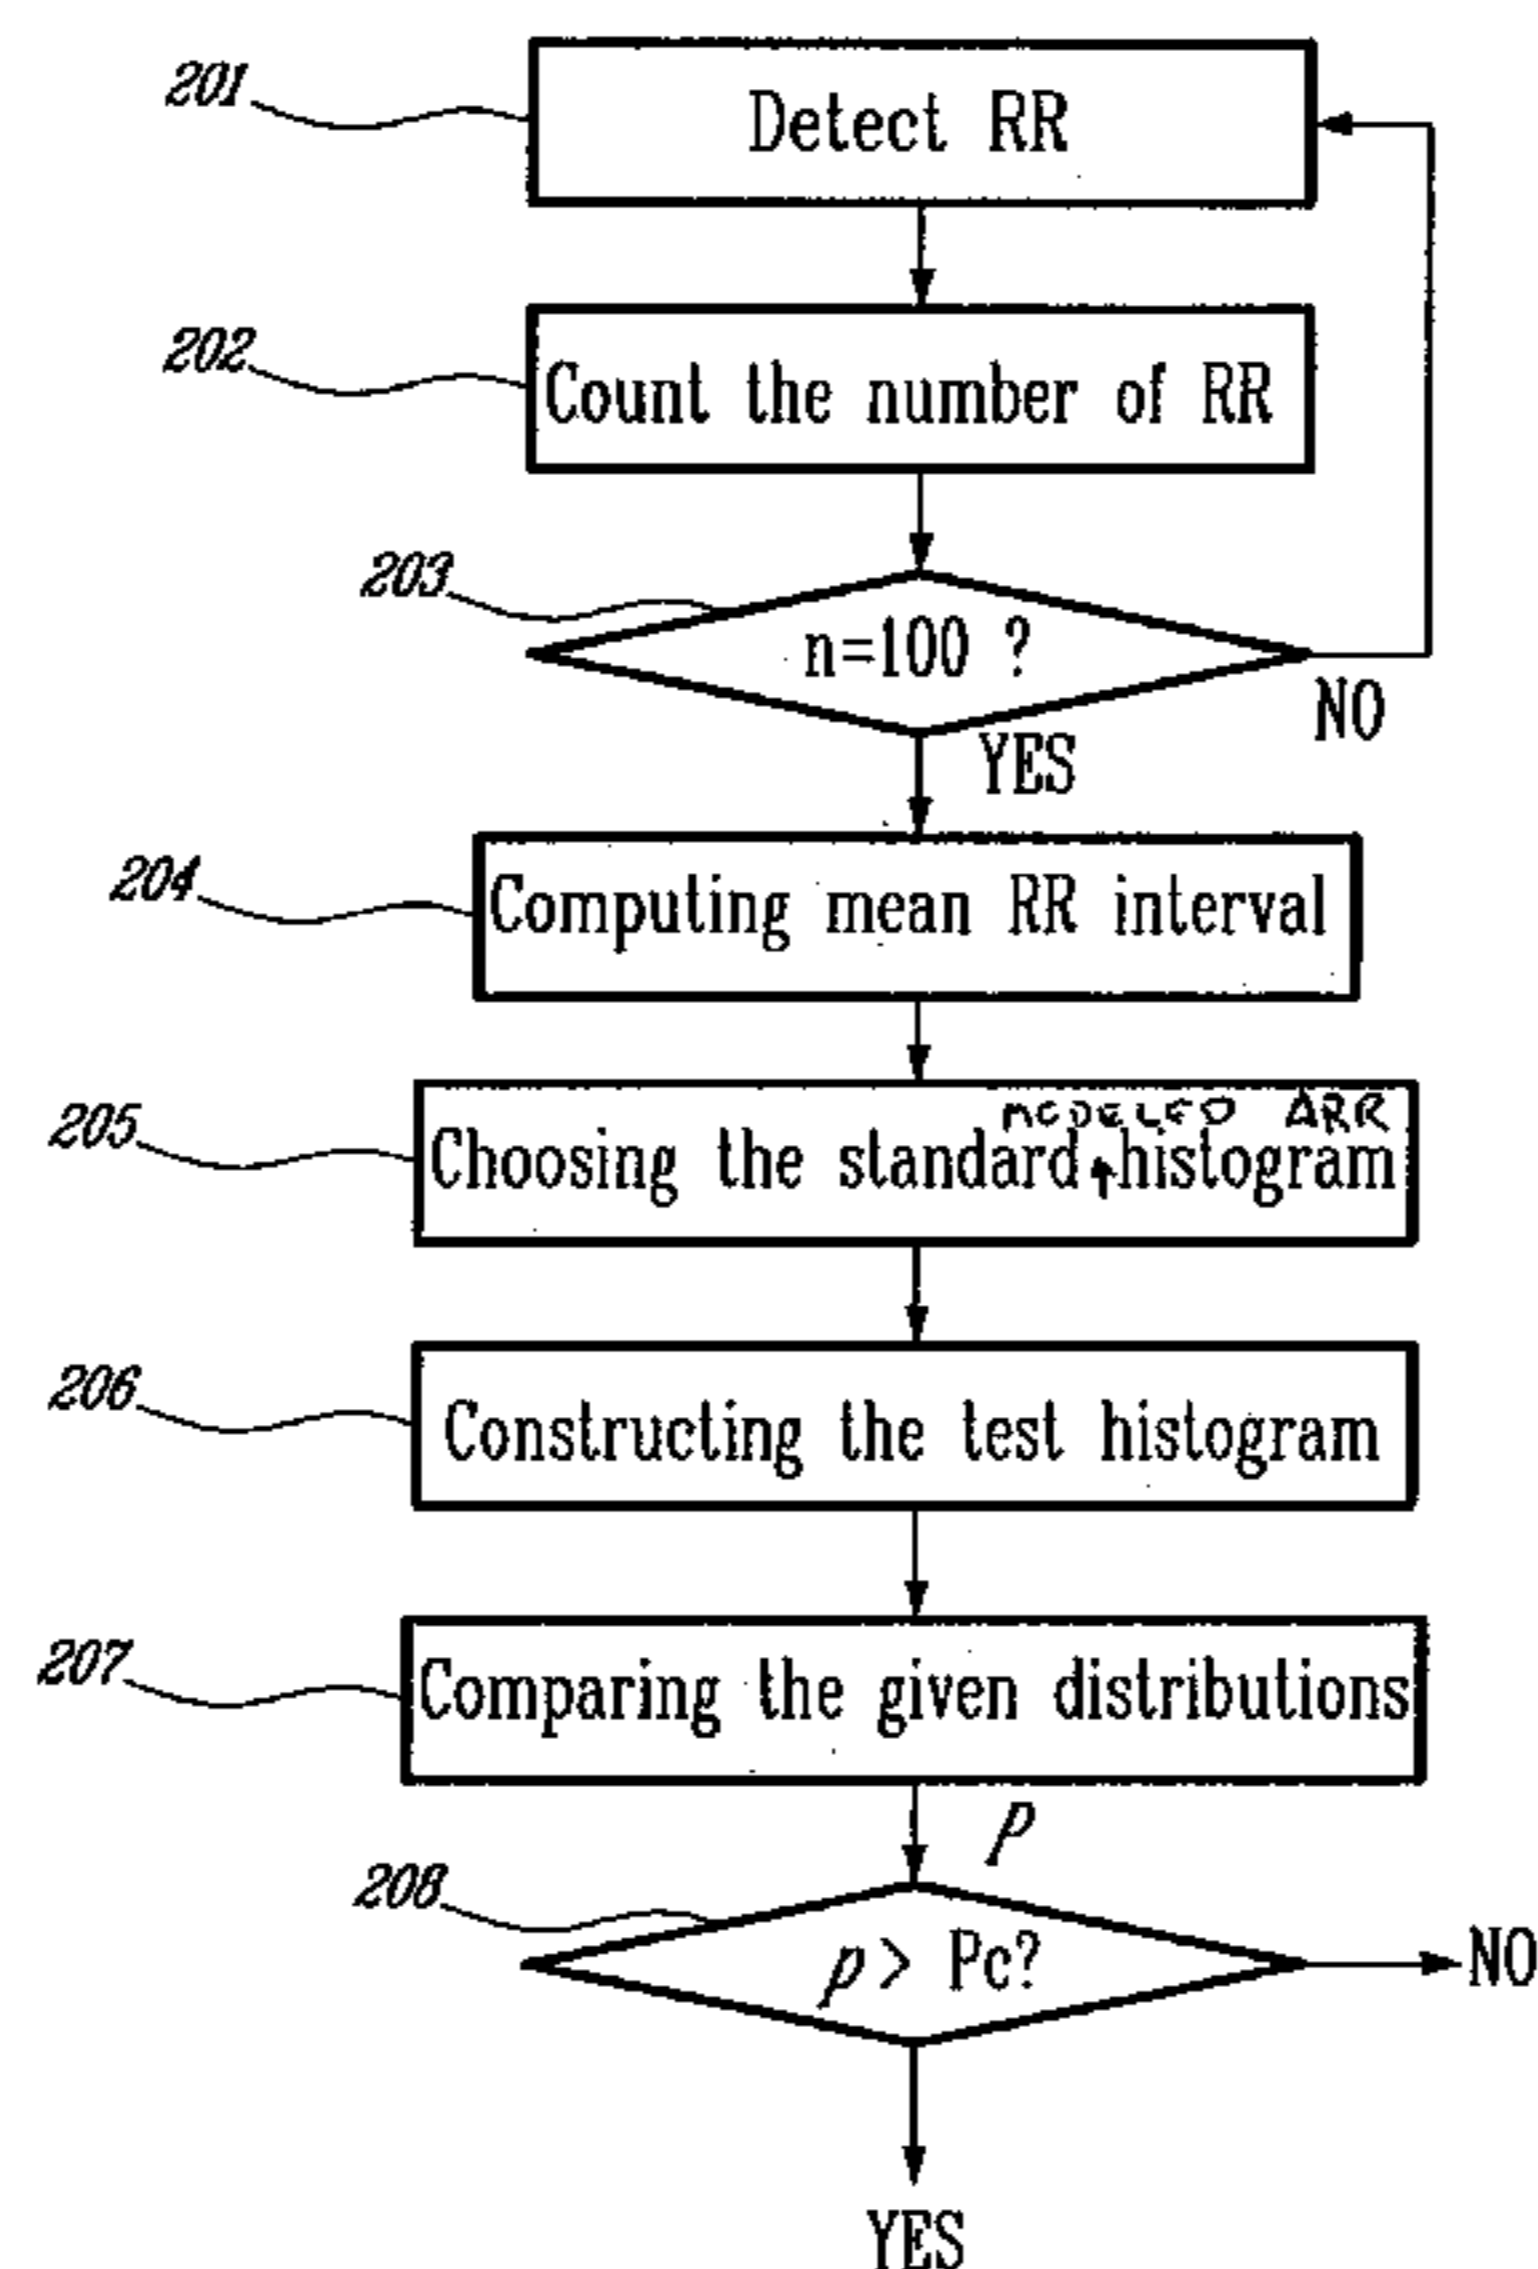 201
Detect RR
202
Count the number of RR
203
n=100 ?
NO
YES
204
Computing mean RR interval
205
MODELED ΔRR
Choosing the standard histogram
206
Constructing the test histogram
207
Comparing the given distributions
p
208
p> Pc?
NO
YES